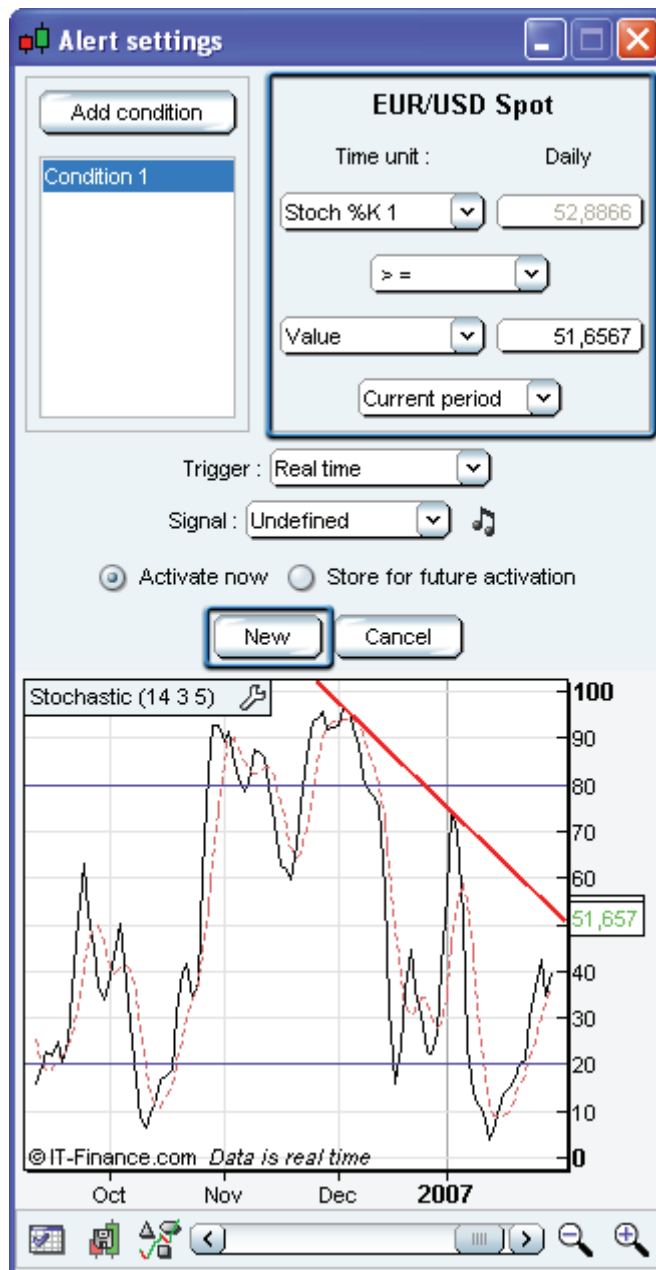 Alert settings
Add condition
Condition 1
EUR/USD Spot
Time unit : Daily
Stoch %K 1 52,8866
> =
Value 51,6567
Current period
Trigger : Real time
Signal : Undefined
Activate now Store for future activation
New Cancel
Stochastic (14 3 5)
100
90
80
70
60
51,657
40
30
20
10
0
© IT-Finance.com Data is real time
Oct Nov Dec 2007